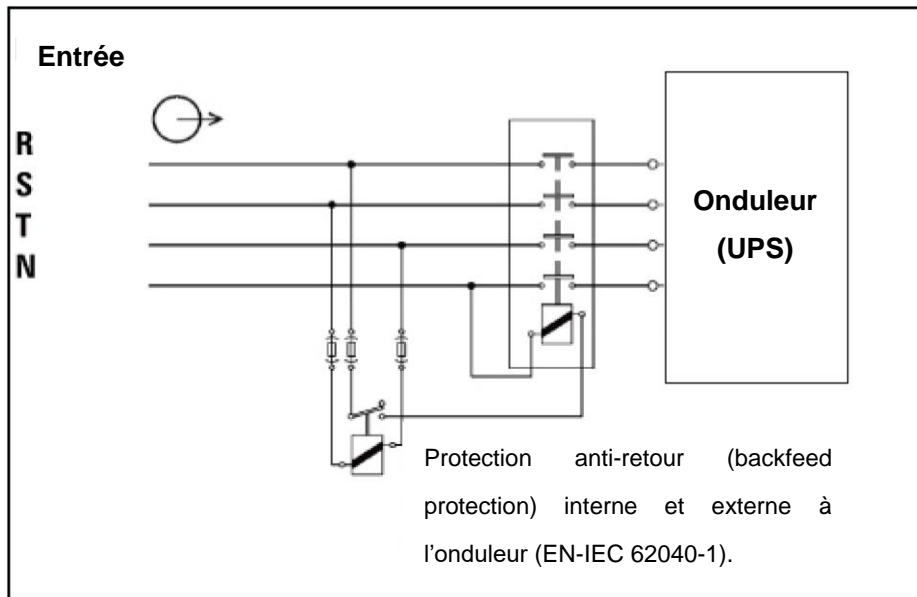 Entrée
R
S
T
N
Onduleur
(UPS)
Protection anti-retour (backfeed
protection) interne et externe à
l'onduleur (EN-IEC 62040-1).